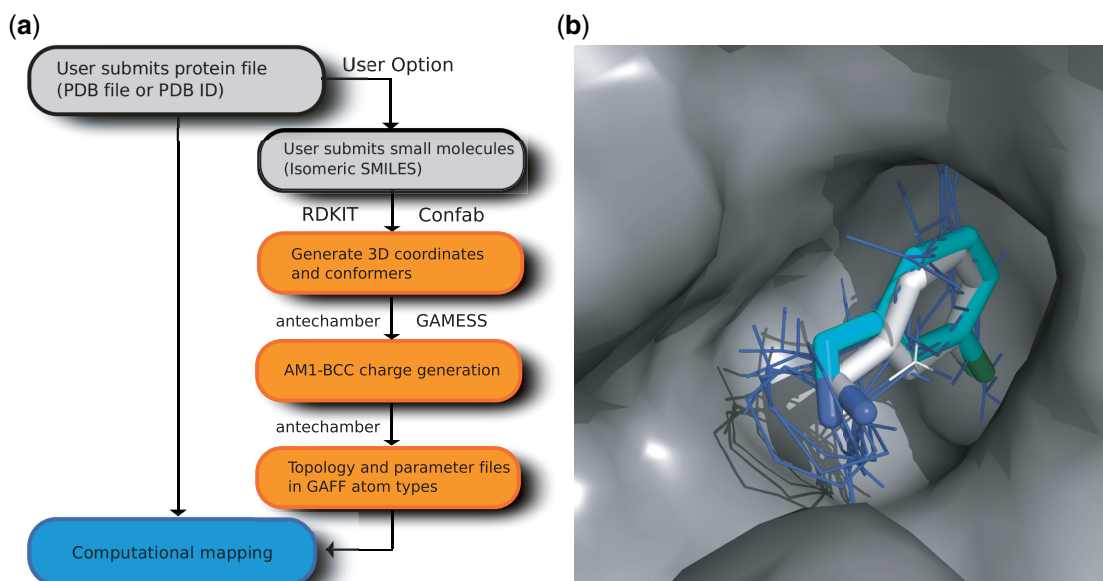 (a)
User submits protein file
(PDB file or PDB ID)
User Option
User submits small molecules
(Isomeric SMILES)
RDKIT Confab
Generate 3D coordinates
and conformers
antechamber GAMESS
AM1-BCC charge generation
antechamber
Topology and parameter files
in GAFF atom types
Computational mapping
(b)